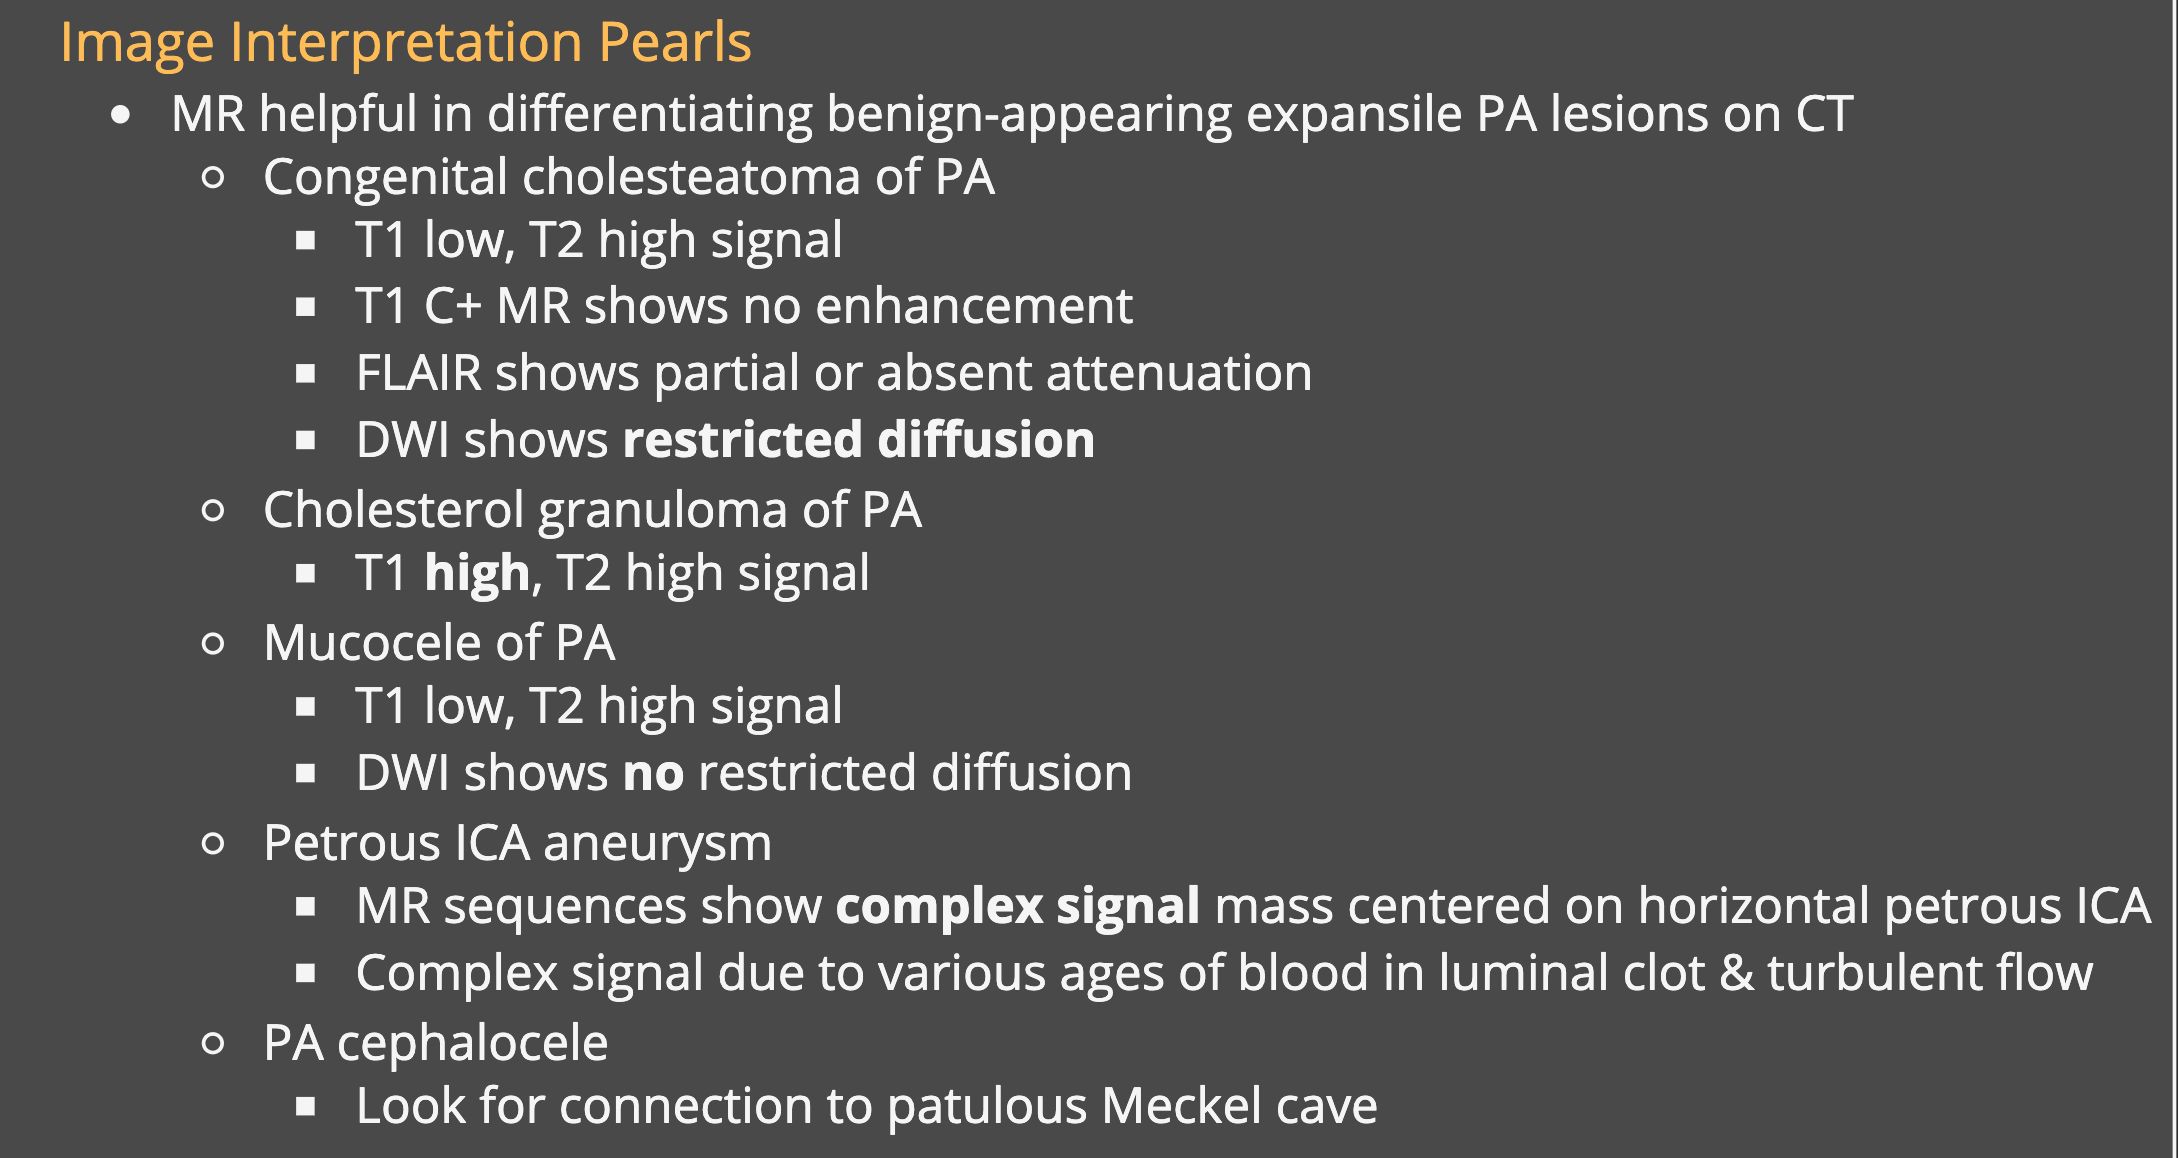 Image Interpretation Pearls
• MR helpful in differentiating benign-appearing expansile PA lesions on CT
○ Congenital cholesteatoma of PA
▪ T1 low, T2 high signal
▪ T1 C+ MR shows no enhancement
▪ FLAIR shows partial or absent attenuation
▪ DWI shows restricted diffusion
○ Cholesterol granuloma of PA
▪ T1 high, T2 high signal
○ Mucocele of PA
▪ T1 low, T2 high signal
▪ DWI shows no restricted diffusion
○ Petrous ICA aneurysm
▪ MR sequences show complex signal mass centered on horizontal petrous ICA
▪ Complex signal due to various ages of blood in luminal clot & turbulent flow
○ PA cephalocele
▪ Look for connection to patulous Meckel cave